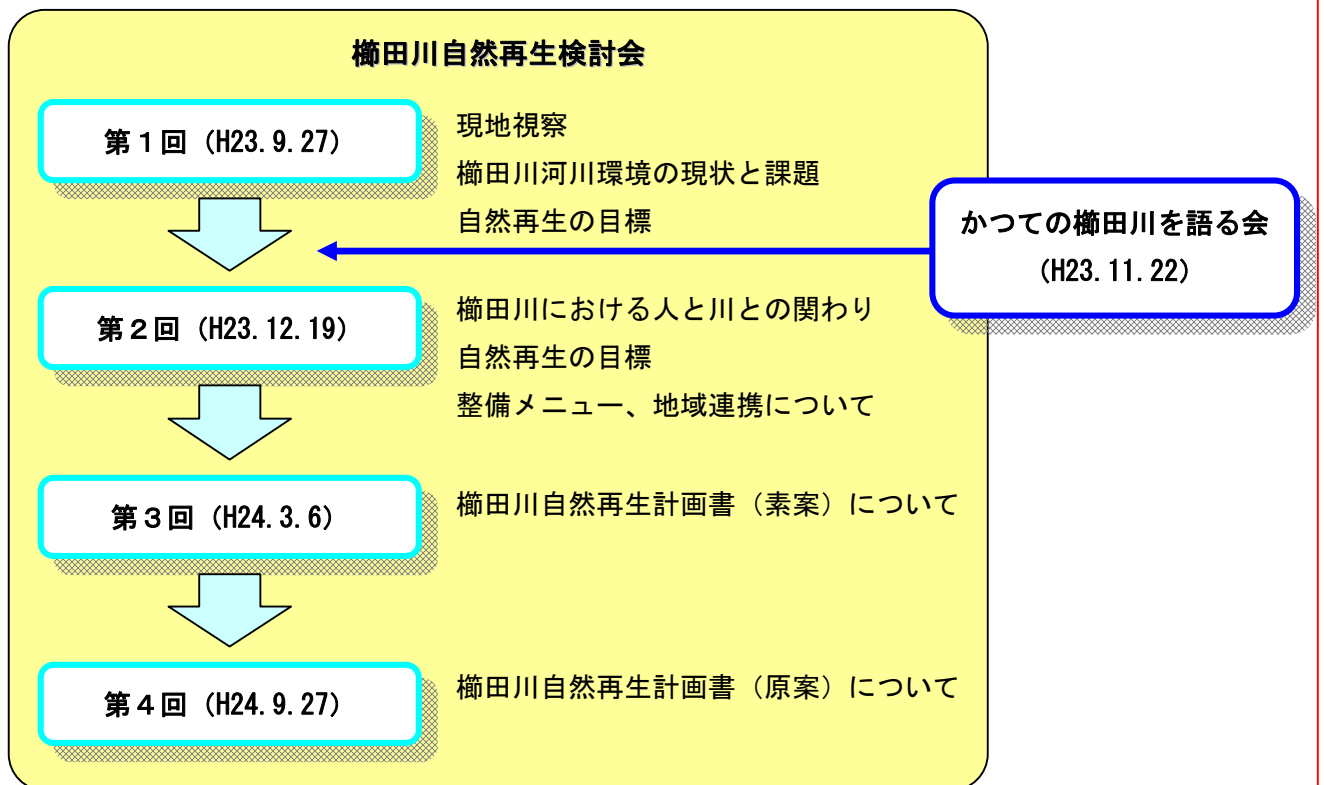 櫛田川自然再生検討会
第１回（H23.9.27）
現地視察
櫛田川河川環境の現状と課題
自然再生の目標
かつての櫛田川を語る会
（H23.11.22）
第２回（H23.12.19）
櫛田川における人と川との関わり
自然再生の目標
整備メニュー、地域連携について
第３回（H24.3.6）
櫛田川自然再生計画書（素案）について
第４回（H24.9.27）
櫛田川自然再生計画書（原案）について